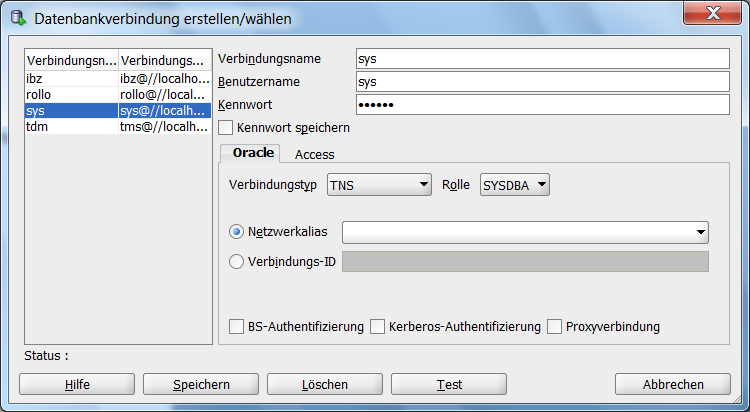 Datenbankverbindung erstellen/wählen
Verbindungsn... Verbindungs...
ibz ibz@//localho...
rollo rollo@//local...
sys sys@//localh...
tdm tms@//localh...
Verbindungsname sys
Benutzername sys
Kennwort ••••••
Kennwort speichern
Oracle Access
Verbindungstyp TNS Rolle SYSDBA
Netzwerkalias
Verbindungs-ID
BS-Authentifizierung Kerberos-Authentifizierung Proxyverbindung
Status :
Hilfe Speichern Löschen Test Abbrechen